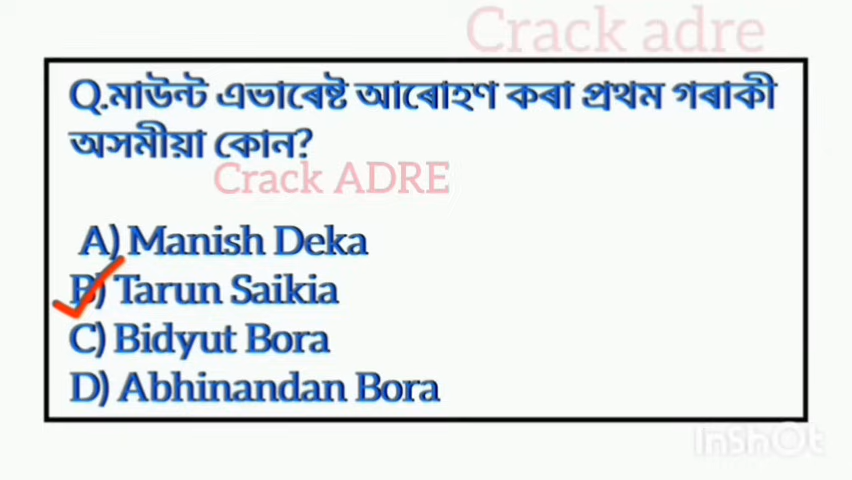 Crack adre
Q.মাউন্ট এভাৰেষ্ট আৰোহণ কৰা প্ৰথম গৰাকী
অসমীয়া কোন?
Crack ADRE
A) Manish Deka
B) Tarun Saikia
C) Bidyut Bora
D) Abhinandan Bora
InShOt